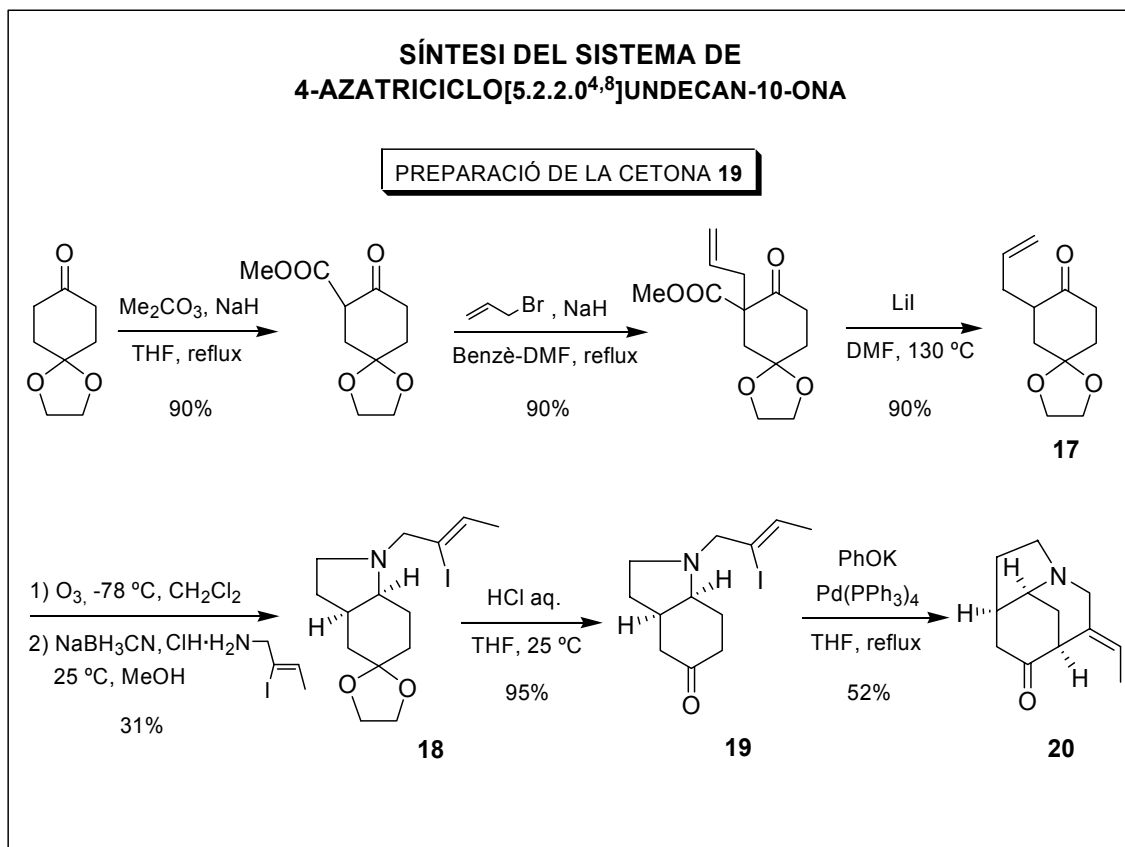 SÍNTESI DEL SISTEMA DE
4-AZATRICICLO[5.2.2.0^4,8]UNDECAN-10-ONA
PREPARACIÓ DE LA CETONA 19
O
O O
Me2CO3, NaH
THF, reflux
90%
MeOOC
O
O O
Br , NaH
Benzè-DMF, reflux
90%
MeOOC
O
O O
LiI
DMF, 130 ºC
90%
O
O O
17
1) O3, -78 ºC, CH2Cl2
2) NaBH3CN, ClH·H2N
25 ºC, MeOH
I
31%
N
I
H
H
O O
18
HCl aq.
THF, 25 ºC
95%
N
I
H
H
O
19
PhOK
Pd(PPh3)4
THF, reflux
52%
H
N
H
H
O
20